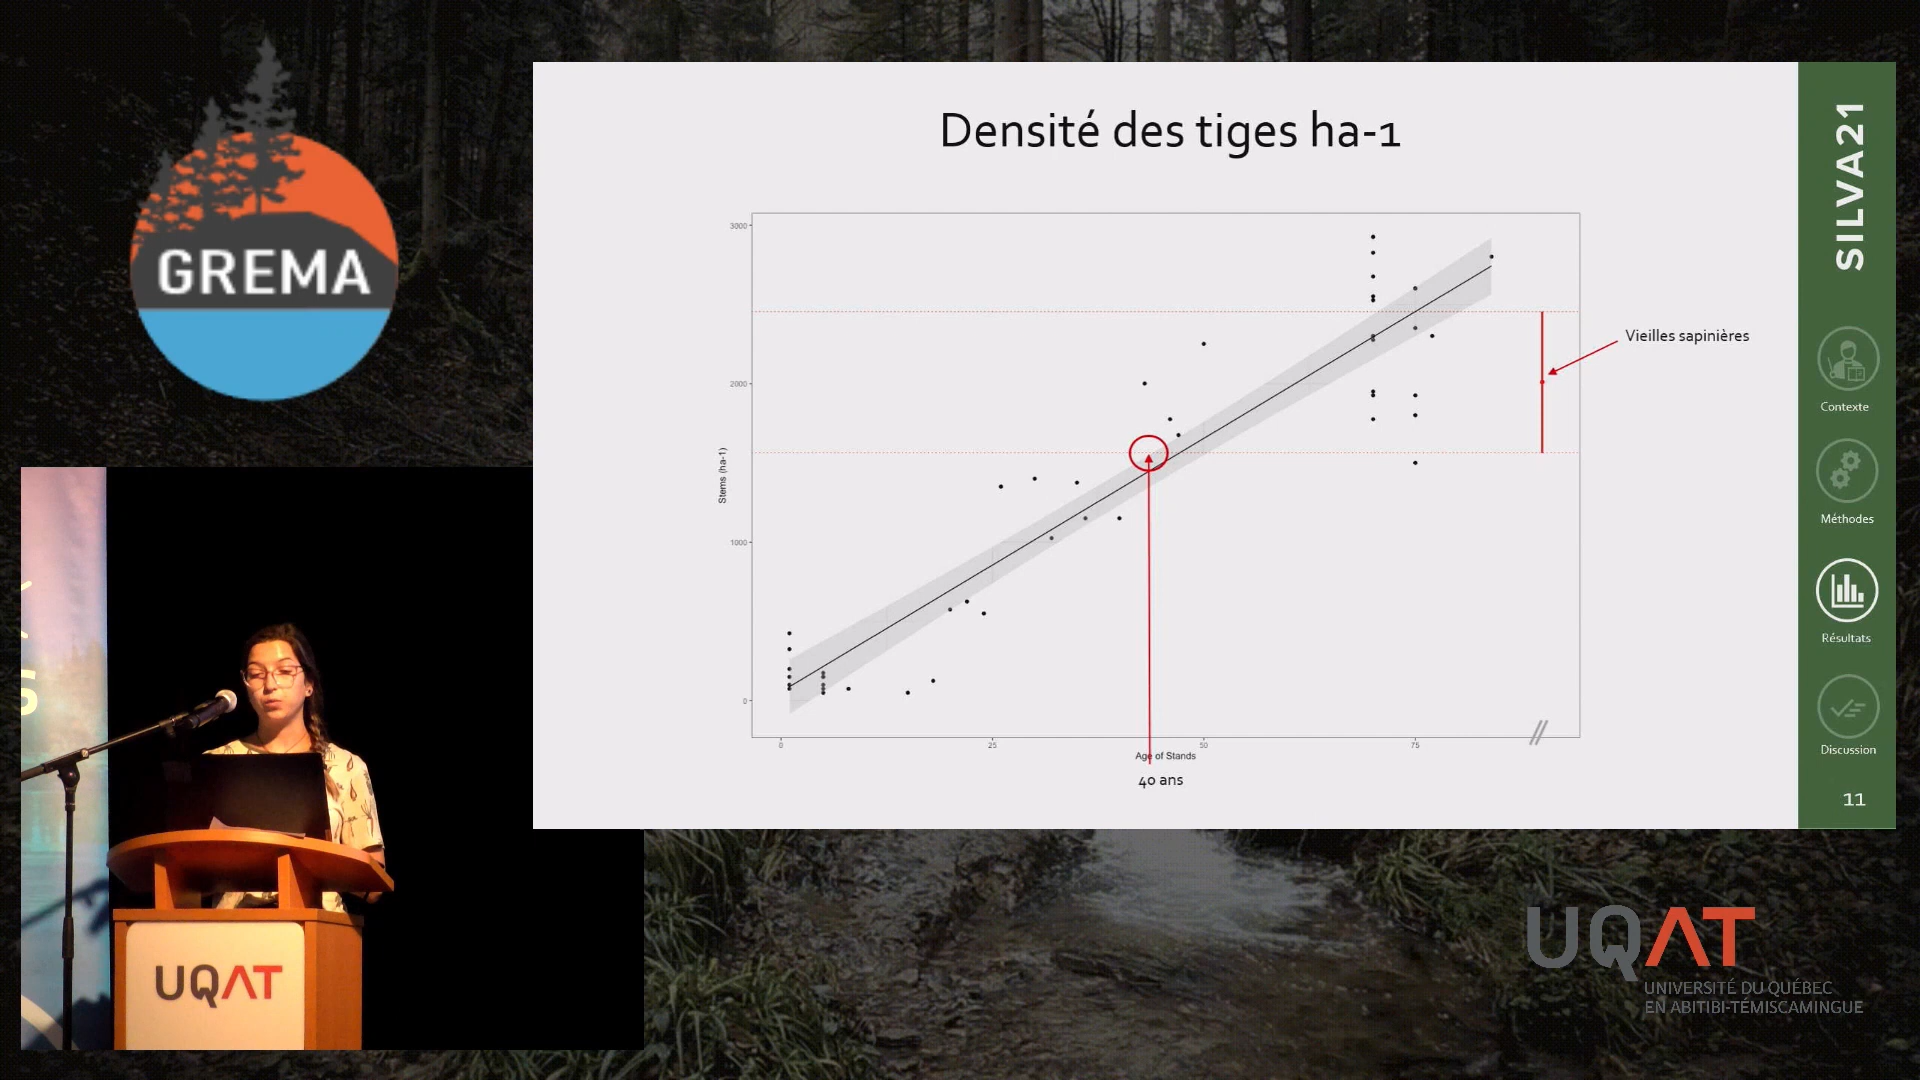 GREMA
Densité des tiges ha-1
3000
2000
1000
0
Stems (ha-1)
0
25
50
75
Age of Stands
40 ans
Vieilles sapinières
SILVA21
Contexte
Méthodes
Résultats
Discussion
11
S
UQAT
UQAT
UNIVERSITÉ DU QUÉBEC
EN ABITIBI-TÉMISCAMINGUE